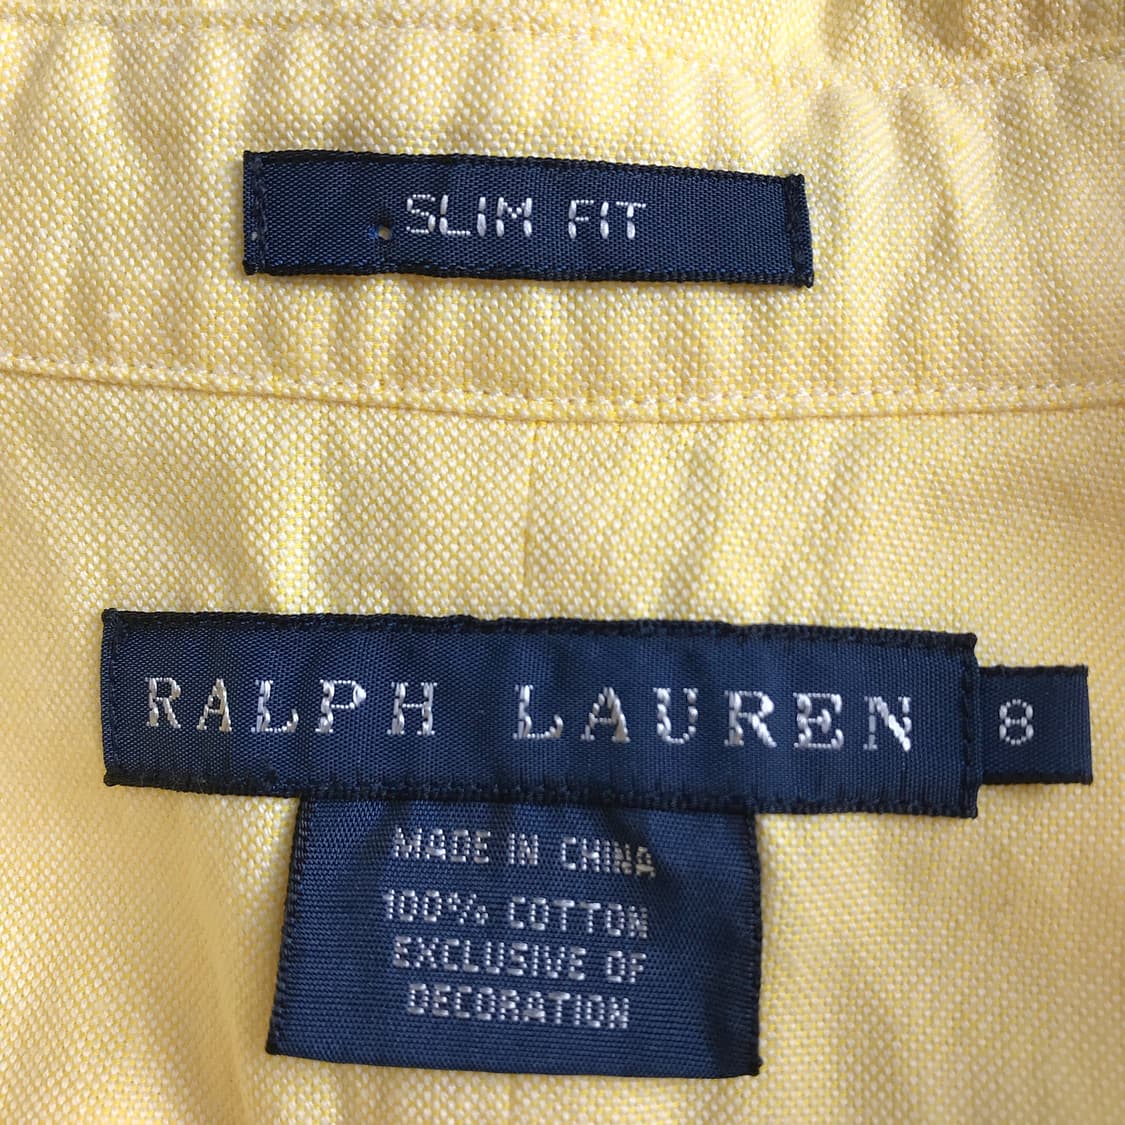 SLIM FIT
RALPH LAUREN
8
MADE IN CHINA
100% COTTON
EXCLUSIVE OF
DECORATION